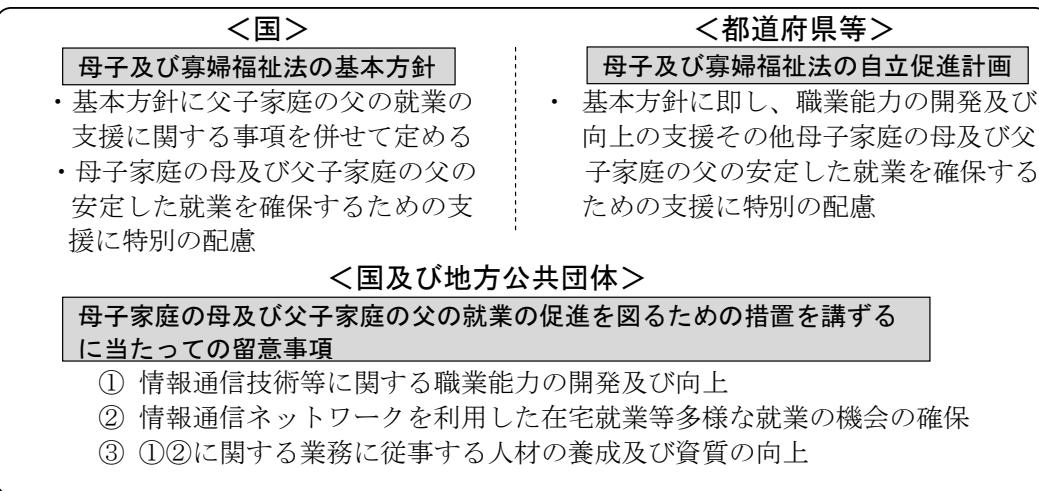 ＜国＞
母子及び寡婦福祉法の基本方針
・基本方針に父子家庭の父の就業の
支援に関する事項を併せて定める
・母子家庭の母及び父子家庭の父の
安定した就業を確保するための支
援に特別の配慮
＜都道府県等＞
母子及び寡婦福祉法の自立促進計画
・ 基本方針に即し、職業能力の開発及び
向上の支援その他母子家庭の母及び父
子家庭の父の安定した就業を確保する
ための支援に特別の配慮
＜国及び地方公共団体＞
母子家庭の母及び父子家庭の父の就業の促進を図るための措置を講ずる
に当たっての留意事項
① 情報通信技術等に関する職業能力の開発及び向上
② 情報通信ネットワークを利用した在宅就業等多様な就業の機会の確保
③ ①②に関する業務に従事する人材の養成及び資質の向上